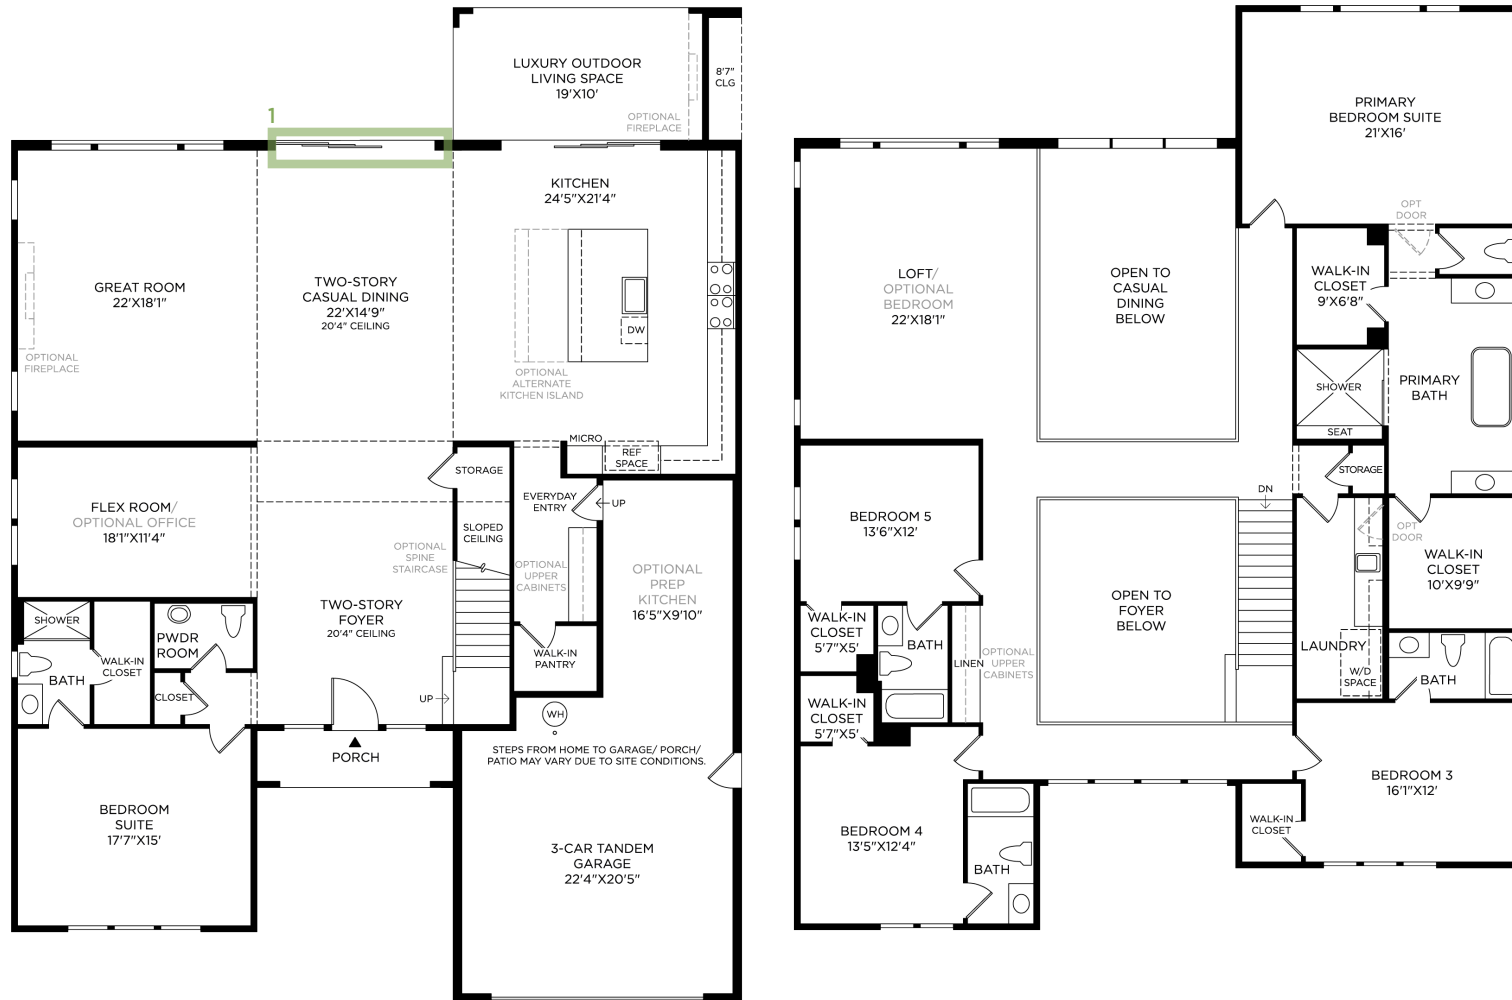 1
LUXURY OUTDOOR
LIVING SPACE
19'X10'
OPTIONAL
FIREPLACE
8'7"
CLG
KITCHEN
24'5"X21'4"
GREAT ROOM
22'X18'1"
TWO-STORY
CASUAL DINING
22'X14'9"
20'4" CEILING
DW
OPTIONAL
FIREPLACE
OPTIONAL
ALTERNATE
KITCHEN ISLAND
MICRO
REF
SPACE
STORAGE
FLEX ROOM/
OPTIONAL OFFICE
18'1"X11'4"
EVERYDAY
ENTRY
UP
SLOPED
CEILING
OPTIONAL
SPINE
STAIRCASE
OPTIONAL
UPPER
CABINETS
OPTIONAL
PREP
KITCHEN
16'5"X9'10"
TWO-STORY
FOYER
20'4" CEILING
SHOWER
PWDR
ROOM
WALK-IN
CLOSET
BATH
CLOSET
WALK-IN
PANTRY
UP
WH
PORCH
STEPS FROM HOME TO GARAGE/ PORCH/
PATIO MAY VARY DUE TO SITE CONDITIONS.
BEDROOM
SUITE
17'7"X15'
3-CAR TANDEM
GARAGE
22'4"X20'5"
PRIMARY
BEDROOM SUITE
21'X16'
OPT
DOOR
LOFT/
OPTIONAL
BEDROOM
22'X18'1"
OPEN TO
CASUAL
DINING
BELOW
WALK-IN
CLOSET
9'X6'8"
SHOWER
SEAT
PRIMARY
BATH
STORAGE
DN
BEDROOM 5
13'6"X12'
OPT
DOOR
WALK-IN
CLOSET
10'X9'9"
OPEN TO
FOYER
BELOW
WALK-IN
CLOSET
5'7"X5'
BATH
LINEN
OPTIONAL
UPPER
CABINETS
LAUNDRY
W/D
SPACE
BATH
WALK-IN
CLOSET
5'7"X5'
BEDROOM 3
16'1"X12'
WALK-IN
CLOSET
BEDROOM 4
13'5"X12'4"
BATH